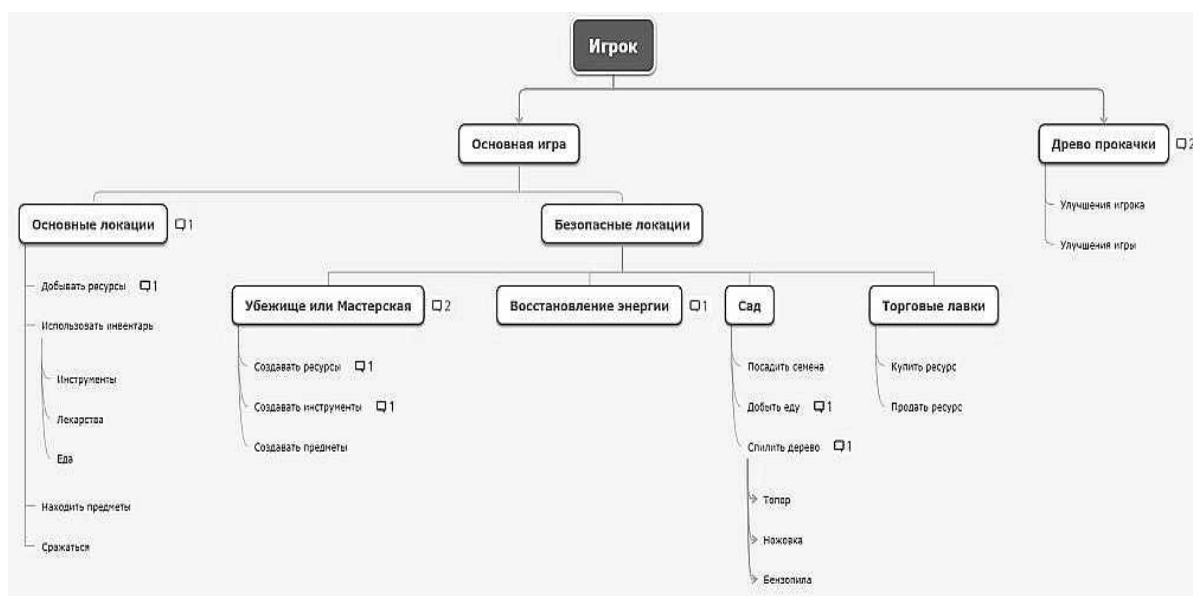 Игрок
Основная игра
Древо прокачки 2
Улучшения игрока
Улучшения игры
Основные локации 1
Безопасные локации
Добывать ресурсы 1
Использовать инвентарь
Инструменты
Лекарства
Еда
Находить предметы
Сражаться
Убежище или Мастерская 2
Создавать ресурсы 1
Создавать инструменты 1
Создавать предметы
Восстановление энергии 1
Сад
Посадить семена
Добыть еду 1
Спилить дерево 1
Топор
Ножовка
Бензопила
Торговые лавки
Купить ресурс
Продать ресурс